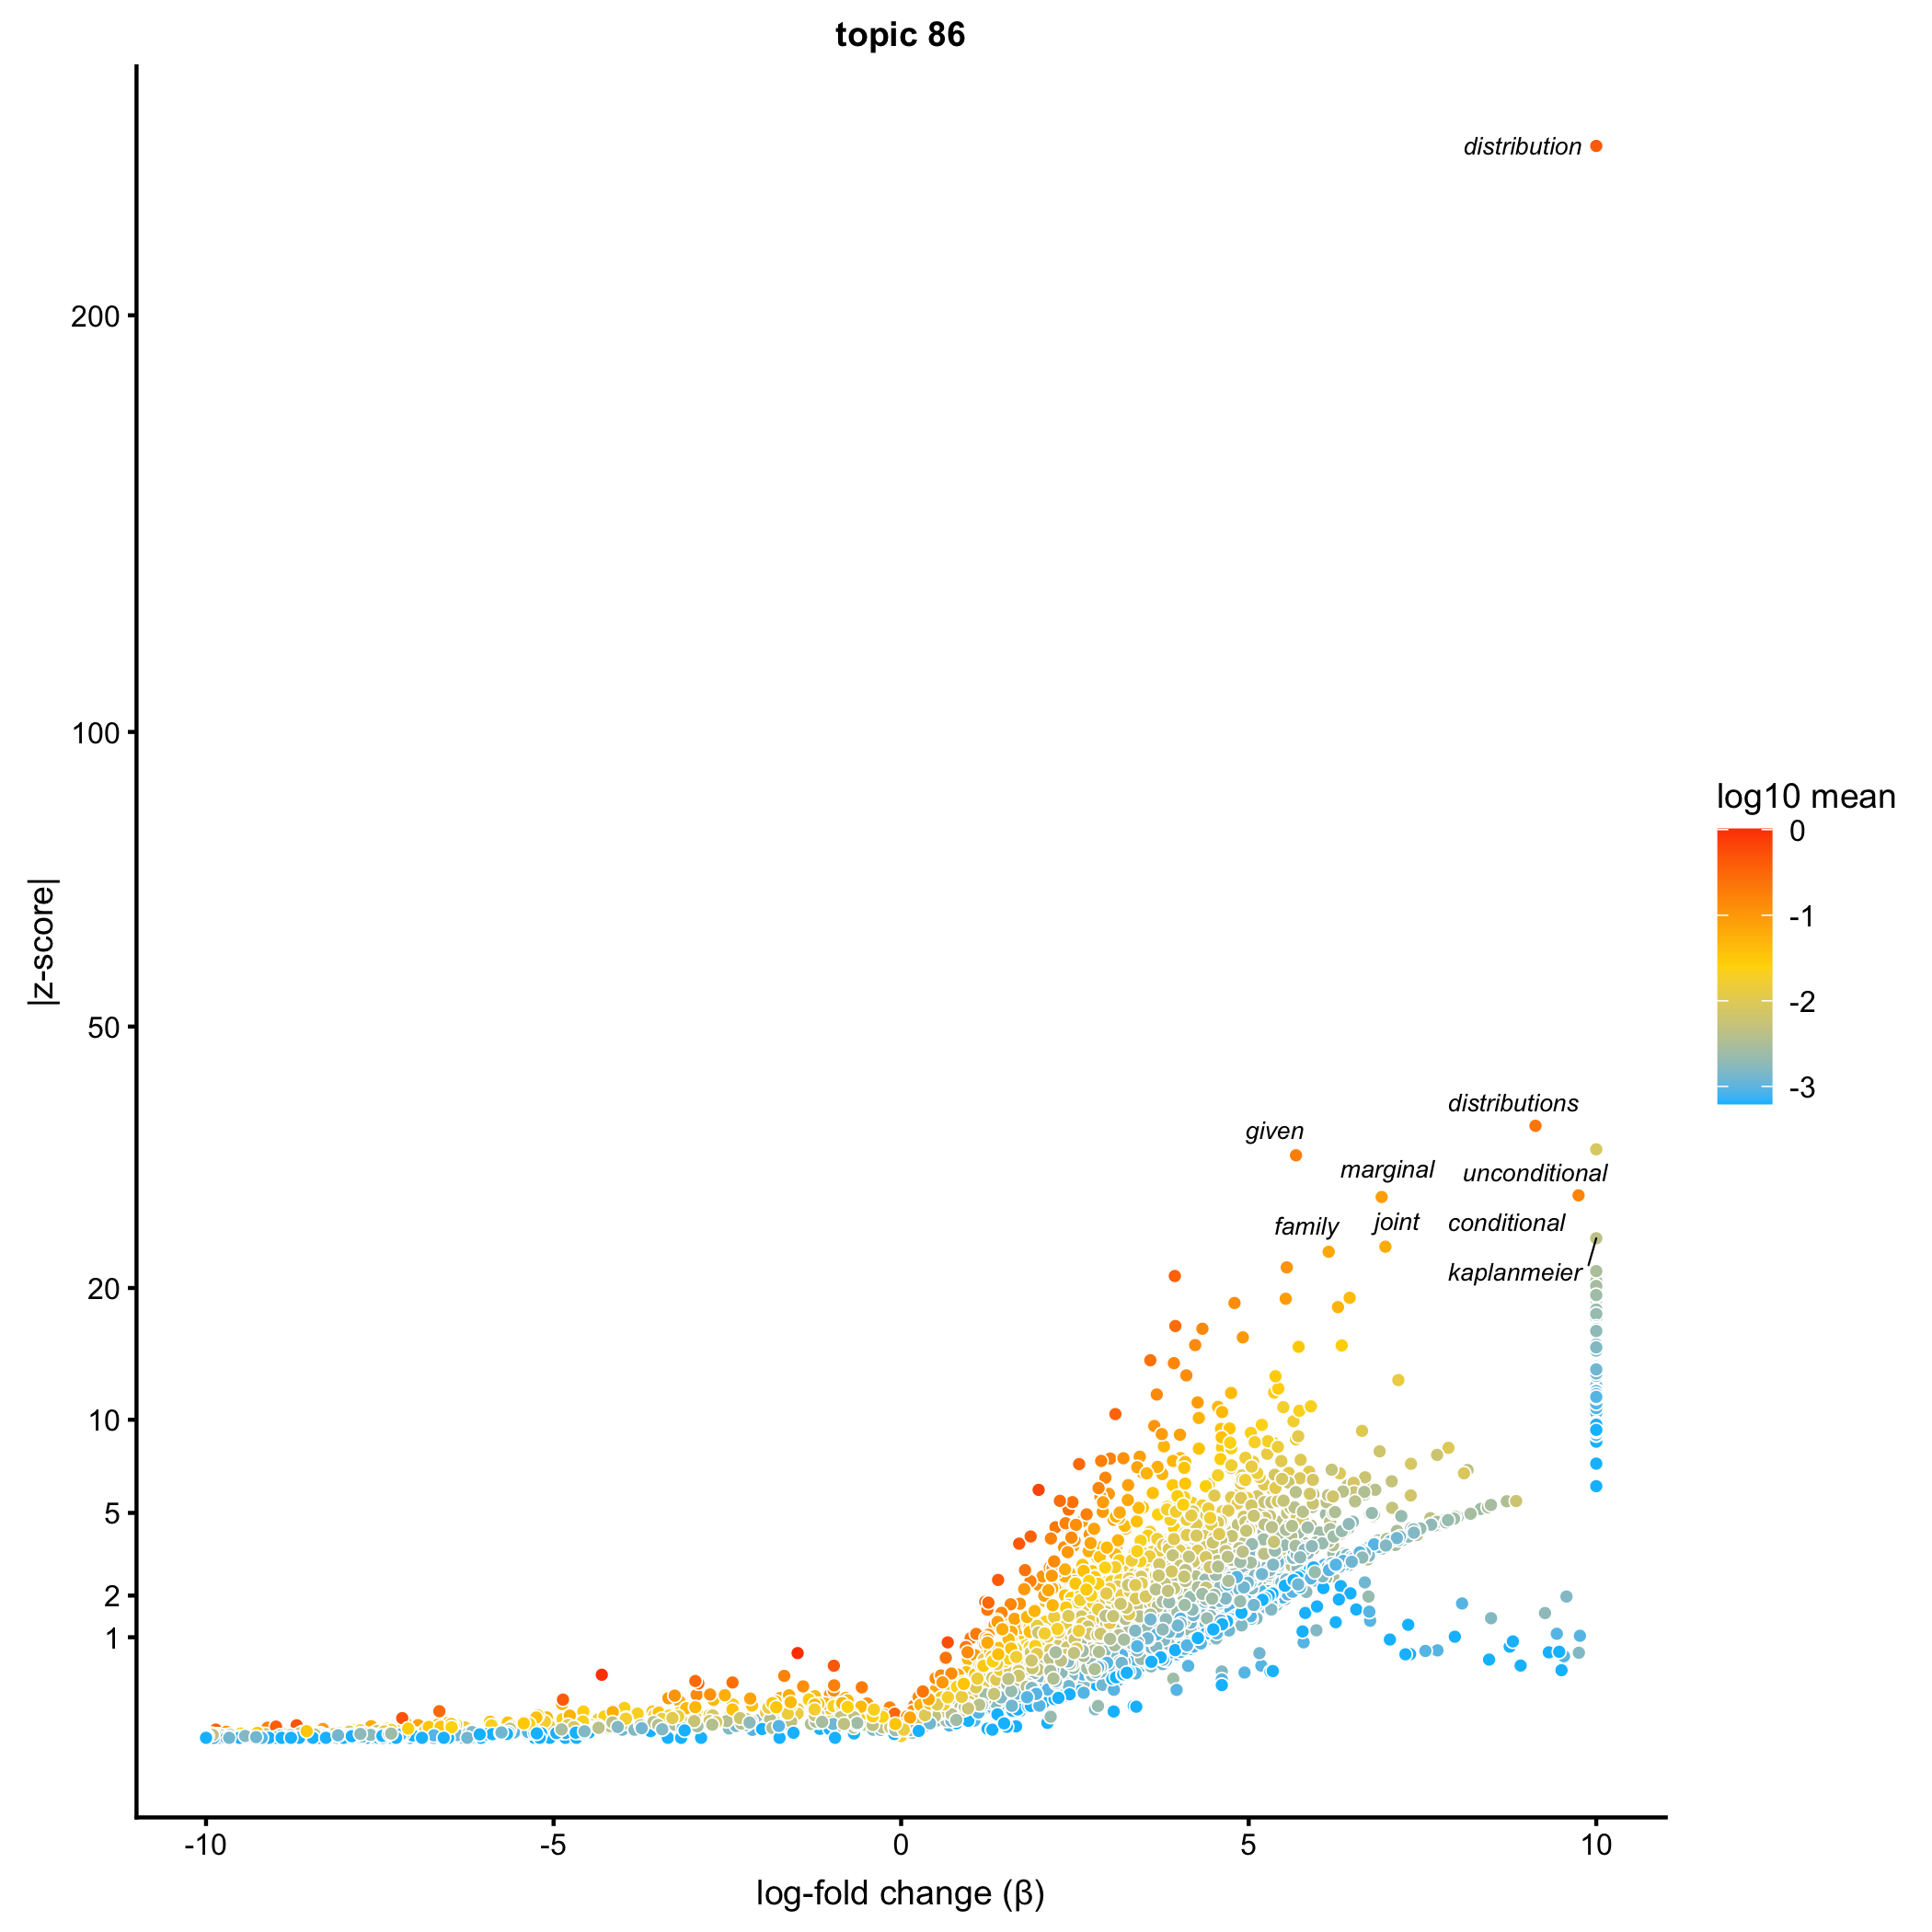 topic 86
distribution
200
100
log10 mean
0
-1
-2
-3
|z-score|
50
distributions
given
marginal
unconditional
family
joint
conditional
kaplanmeier
20
10
5
2
1
-10
-5
0
5
10
log-fold change (β)